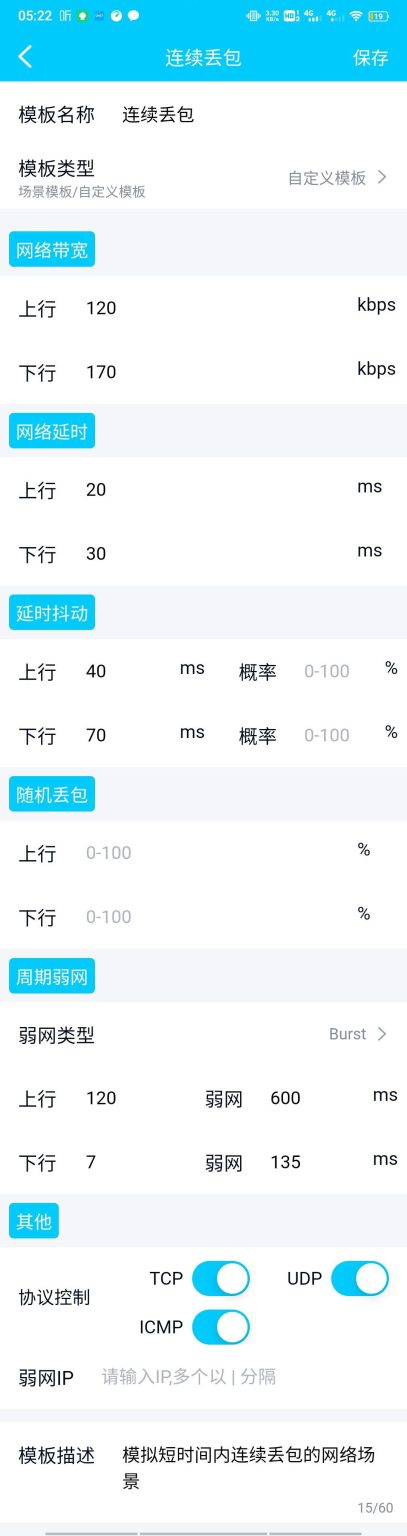 05:22 听 3.30 KB/s HD 1 2 4G 4G 19
连续丢包 保存
模板名称 连续丢包
模板类型
场景模板/自定义模板 自定义模板
网络带宽
上行 120 kbps
下行 170 kbps
网络延时
上行 20 ms
下行 30 ms
延时抖动
上行 40 ms 概率 0-100 %
下行 70 ms 概率 0-100 %
随机丢包
上行 0-100 %
下行 0-100 %
周期弱网
弱网类型 Burst
上行 120 弱网 600 ms
下行 7 弱网 135 ms
其他
TCP UDP
协议控制
ICMP
弱网IP 请输入IP,多个以 | 分隔
模板描述 模拟短时间内连续丢包的网络场
景
15/60